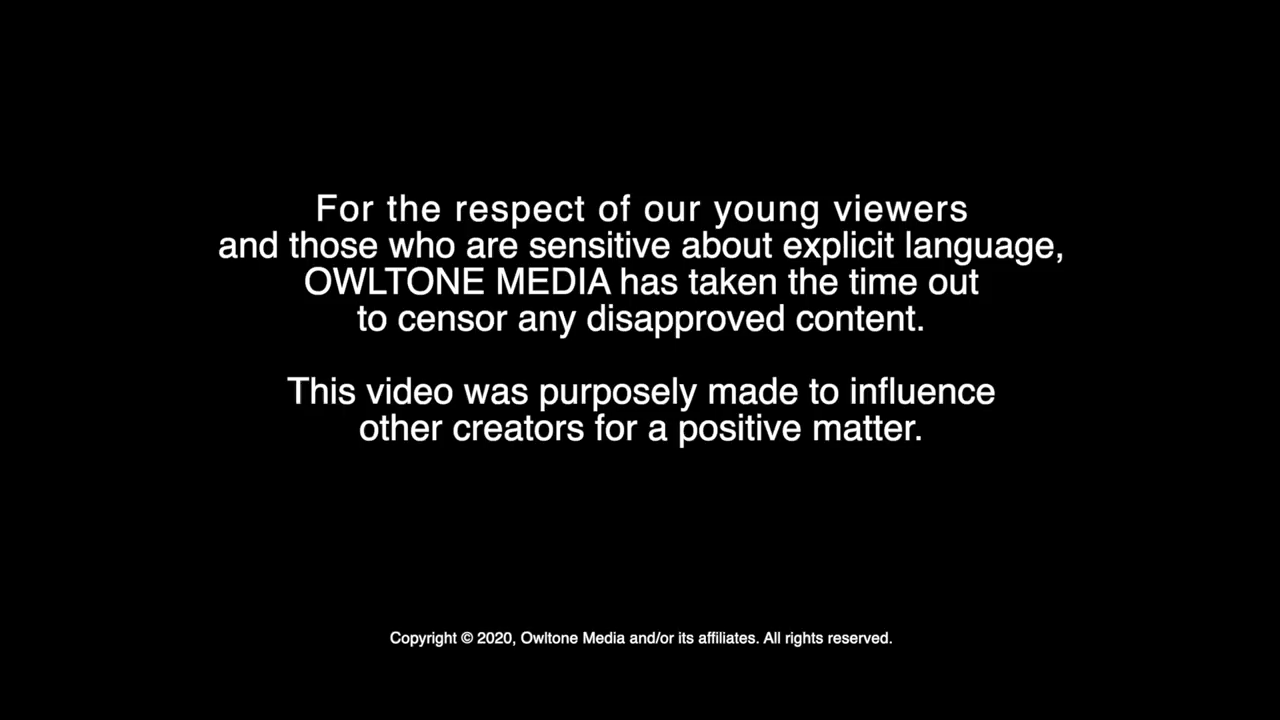 For the respect of our young viewers
and those who are sensitive about explicit language,
OWLTONE MEDIA has taken the time out
to censor any disapproved content.
This video was purposely made to influence
other creators for a positive matter.
Copyright © 2020, Owltone Media and/or its affiliates. All rights reserved.